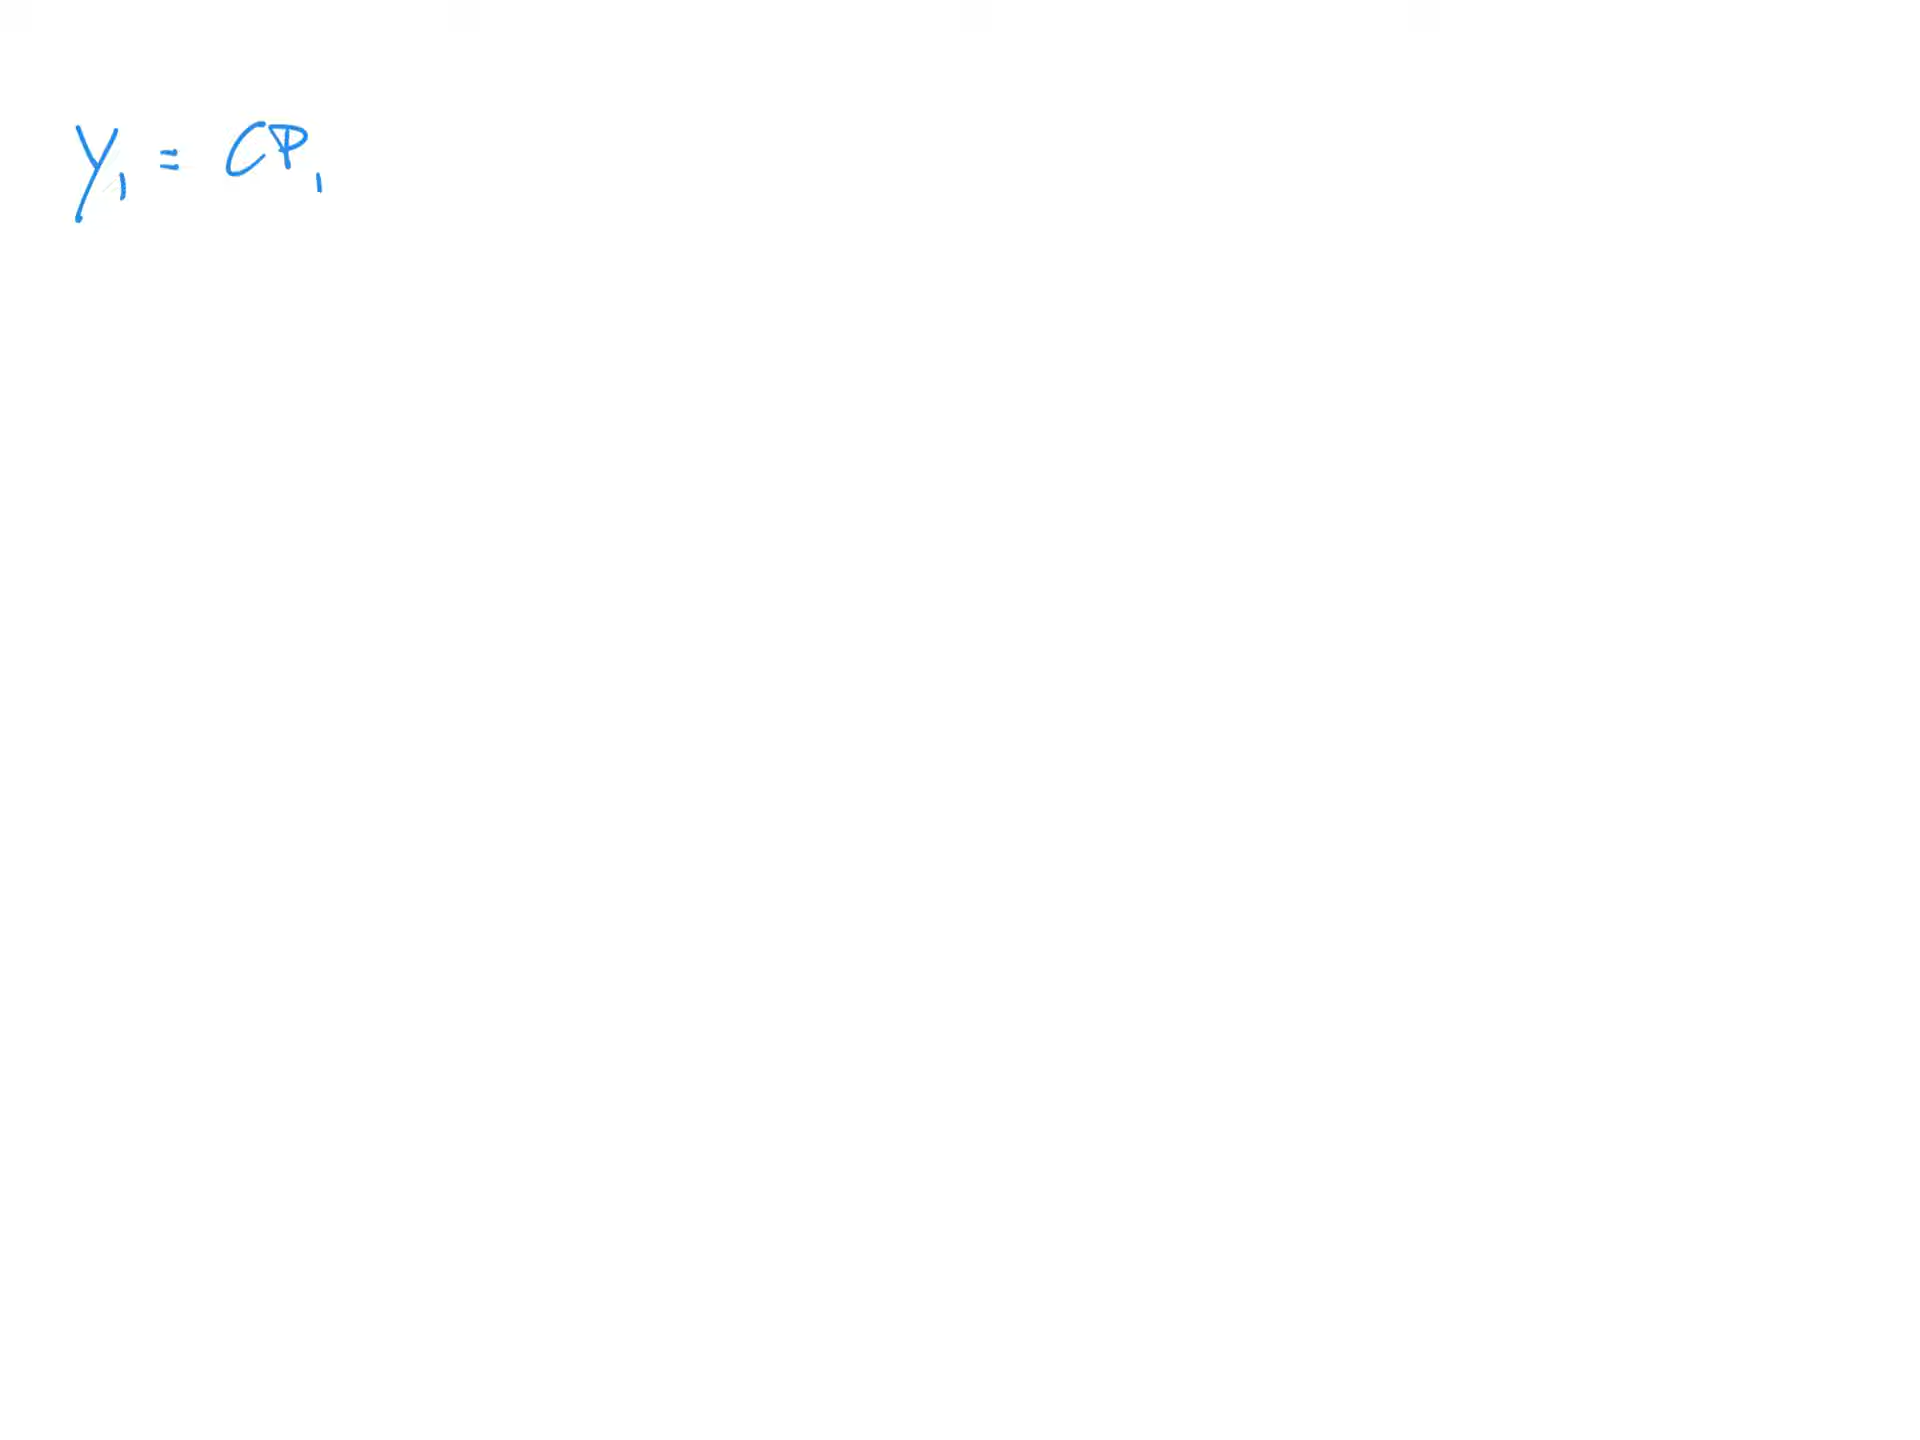 y₁ = CP₁